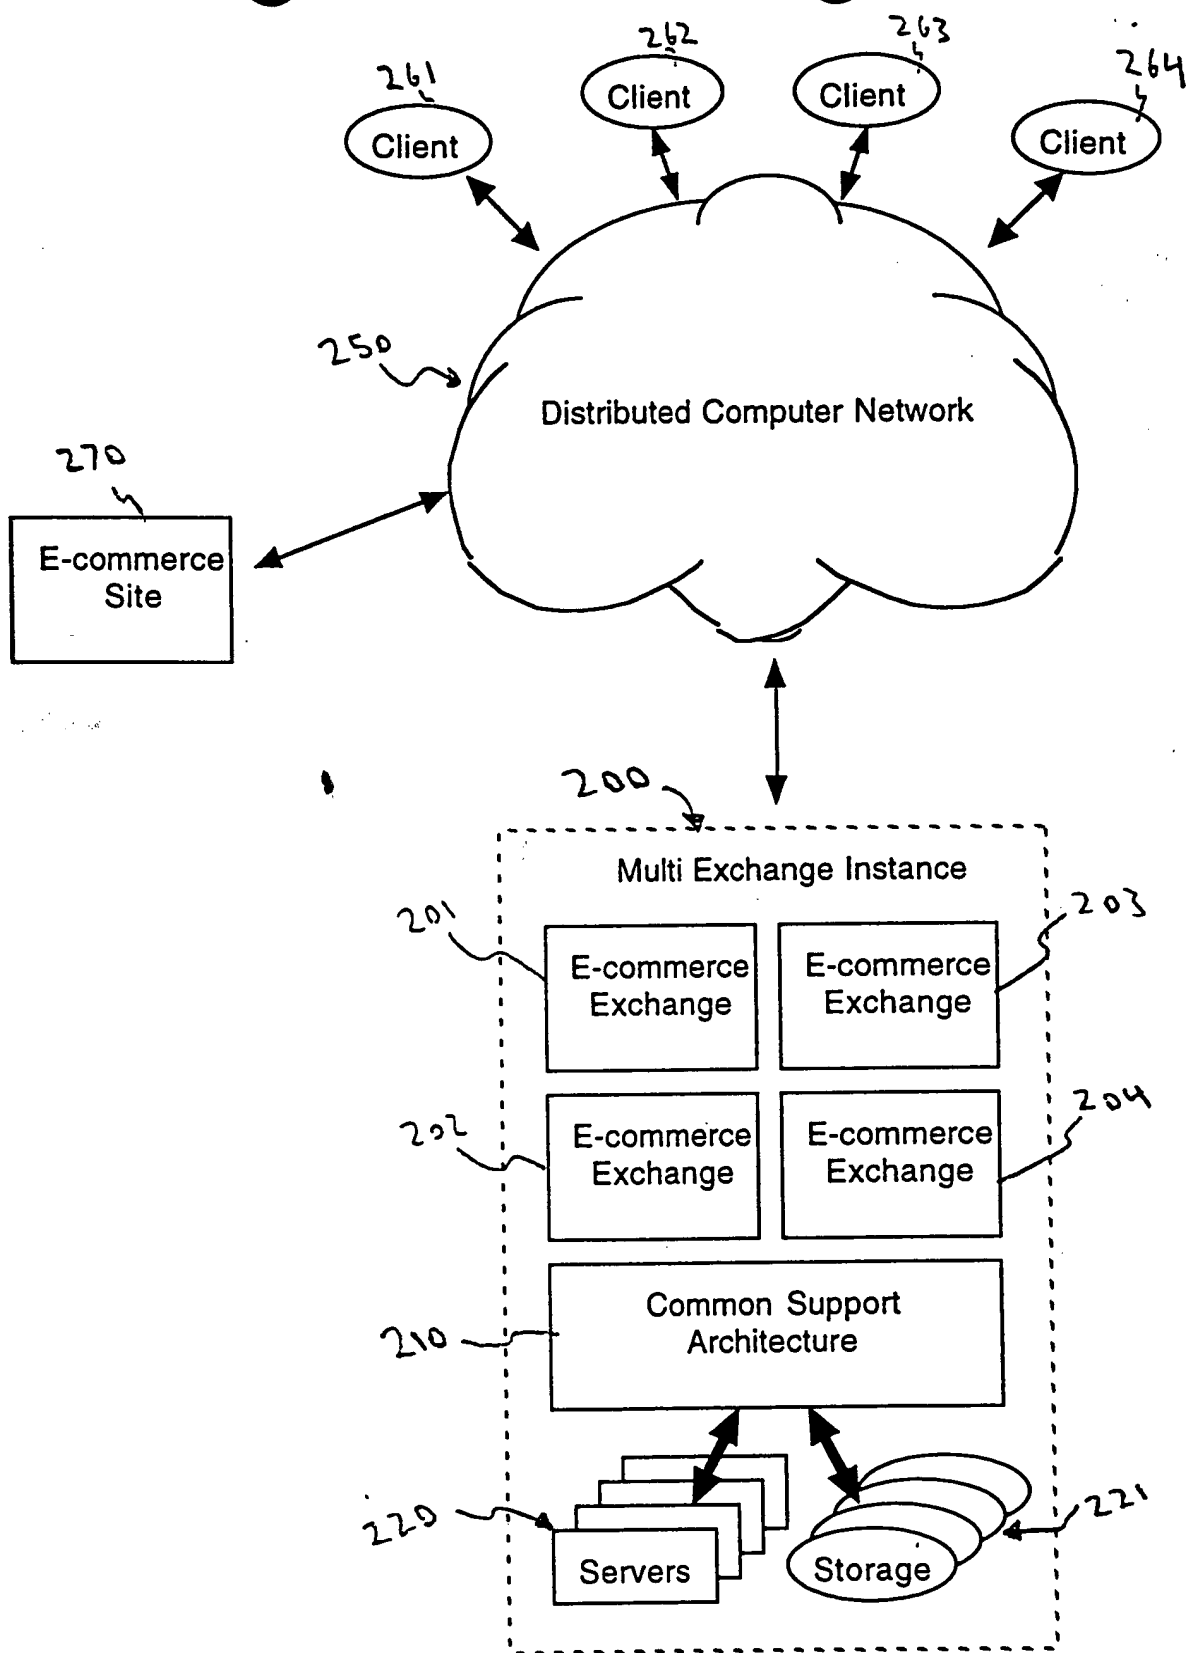 261
262
263
264
Client
Client
Client
Client
250
Distributed Computer Network
270
E-commerce
Site
200
Multi Exchange Instance
201
E-commerce
Exchange
203
E-commerce
Exchange
202
E-commerce
Exchange
204
E-commerce
Exchange
210
Common Support
Architecture
220
Servers
221
Storage